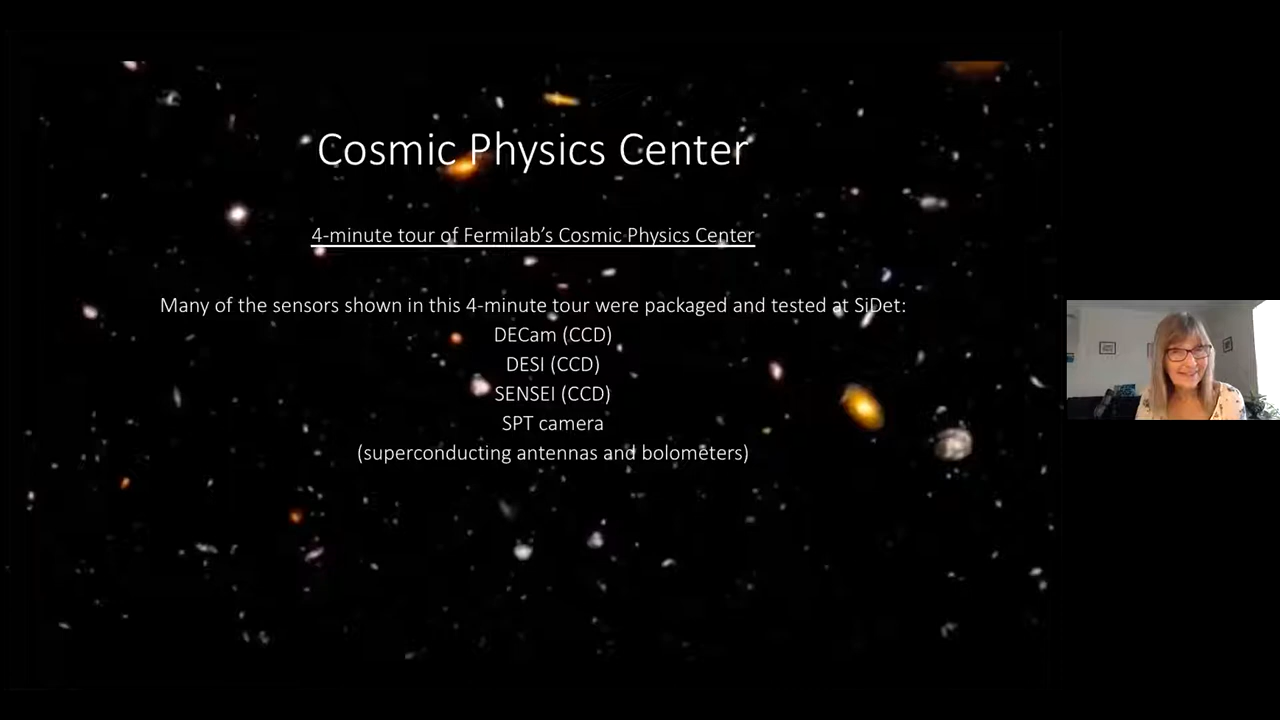 Cosmic Physics Center
4-minute tour of Fermilab’s Cosmic Physics Center
Many of the sensors shown in this 4-minute tour were packaged and tested at SiDet:
DECam (CCD)
DESI (CCD)
SENSEI (CCD)
SPT camera
(superconducting antennas and bolometers)